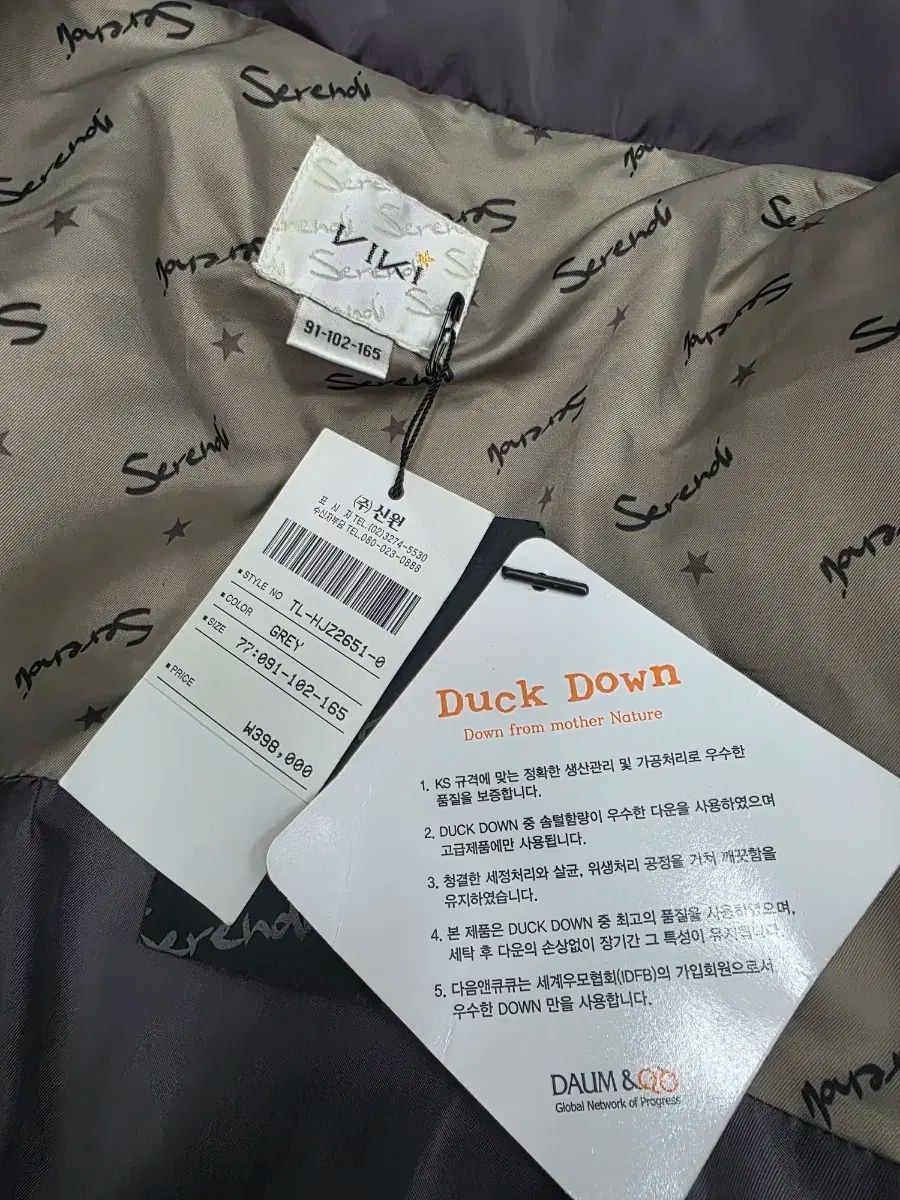 Serendi
VIKI
91-102-165
(주)신원
표 시 자 TEL.(02)3274-5530
수신자부담 TEL.080-023-0888
STYLE NO TL-HJZ2651-0
COLOR GREY
SIZE 77:091-102-165
PRICE
₩398,000
Duck Down
Down from mother Nature
1. KS 규격에 맞는 정확한 생산관리 및 가공처리로 우수한
품질을 보증합니다.
2. DUCK DOWN 중 솜털함량이 우수한 다운을 사용하였으며
고급제품에만 사용됩니다.
3. 청결한 세정처리와 살균, 위생처리 공정을 거쳐 깨끗함을
유지하였습니다.
4. 본 제품은 DUCK DOWN 중 최고의 품질을 사용하였으며,
세탁 후 다운의 손상없이 장기간 그 특성이 유지됩니다.
5. 다음앤큐큐는 세계우모협회(IDFB)의 가입회원으로서
우수한 DOWN 만을 사용합니다.
DAUM & QQ
Global Network of Progress